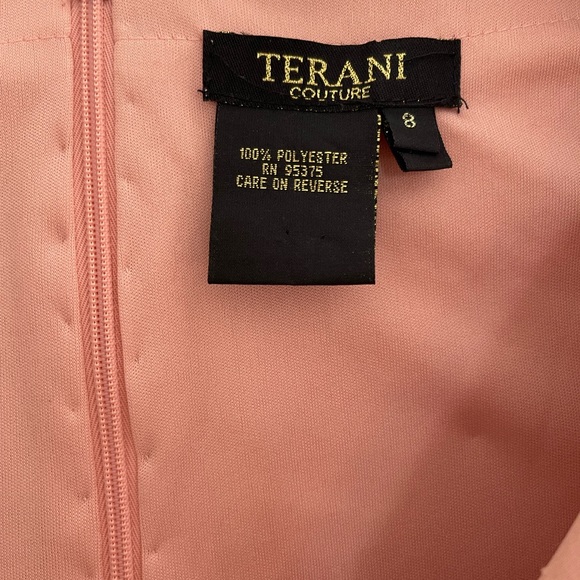 TERANI
COUTURE
8
100% POLYESTER
RN 95375
CARE ON REVERSE